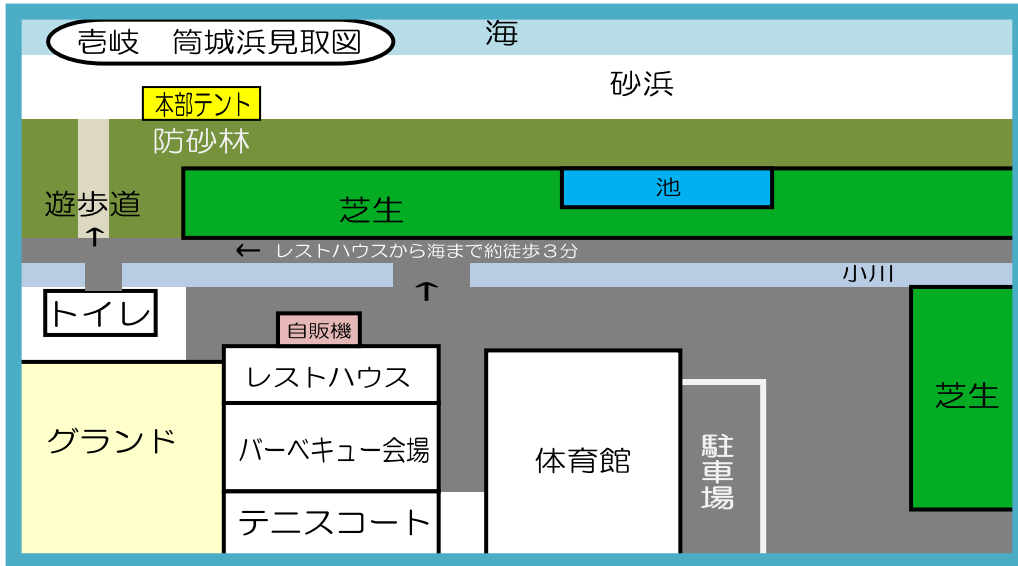 壱岐　筒城浜見取図
海
砂浜
本部テント
防砂林
遊歩道
芝生
池
↑
← レストハウスから海まで約徒歩３分
小川
↑
トイレ
自販機
レストハウス
芝生
グランド
バーベキュー会場
体育館
駐車場
テニスコート